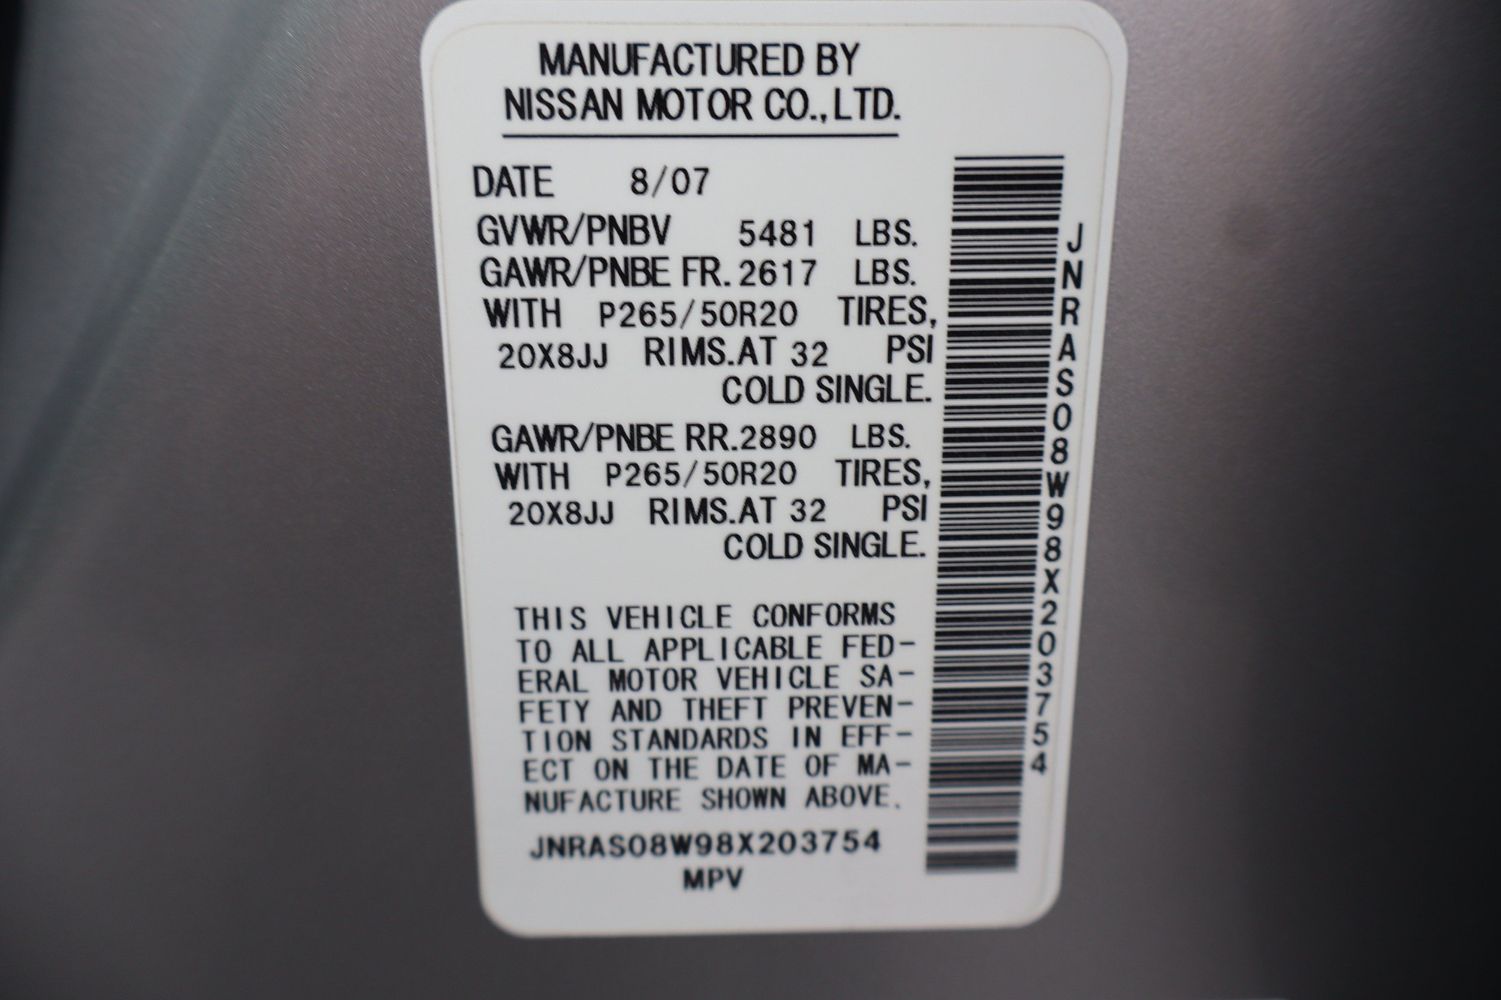 MANUFACTURED BY
NISSAN MOTOR CO.,LTD.
DATE 8/07
GVWR/PNBV 5481 LBS.
GAWR/PNBE FR. 2617 LBS.
WITH P265/50R20 TIRES,
20X8JJ RIMS.AT 32 PSI
COLD SINGLE.
GAWR/PNBE RR. 2890 LBS.
WITH P265/50R20 TIRES,
20X8JJ RIMS.AT 32 PSI
COLD SINGLE.
THIS VEHICLE CONFORMS
TO ALL APPLICABLE FED-
ERAL MOTOR VEHICLE SA-
FETY AND THEFT PREVEN-
TION STANDARDS IN EFF-
ECT ON THE DATE OF MA-
NUFACTURE SHOWN ABOVE.
JNRAS08W98X203754
MPV
JNRAS08W98X203754